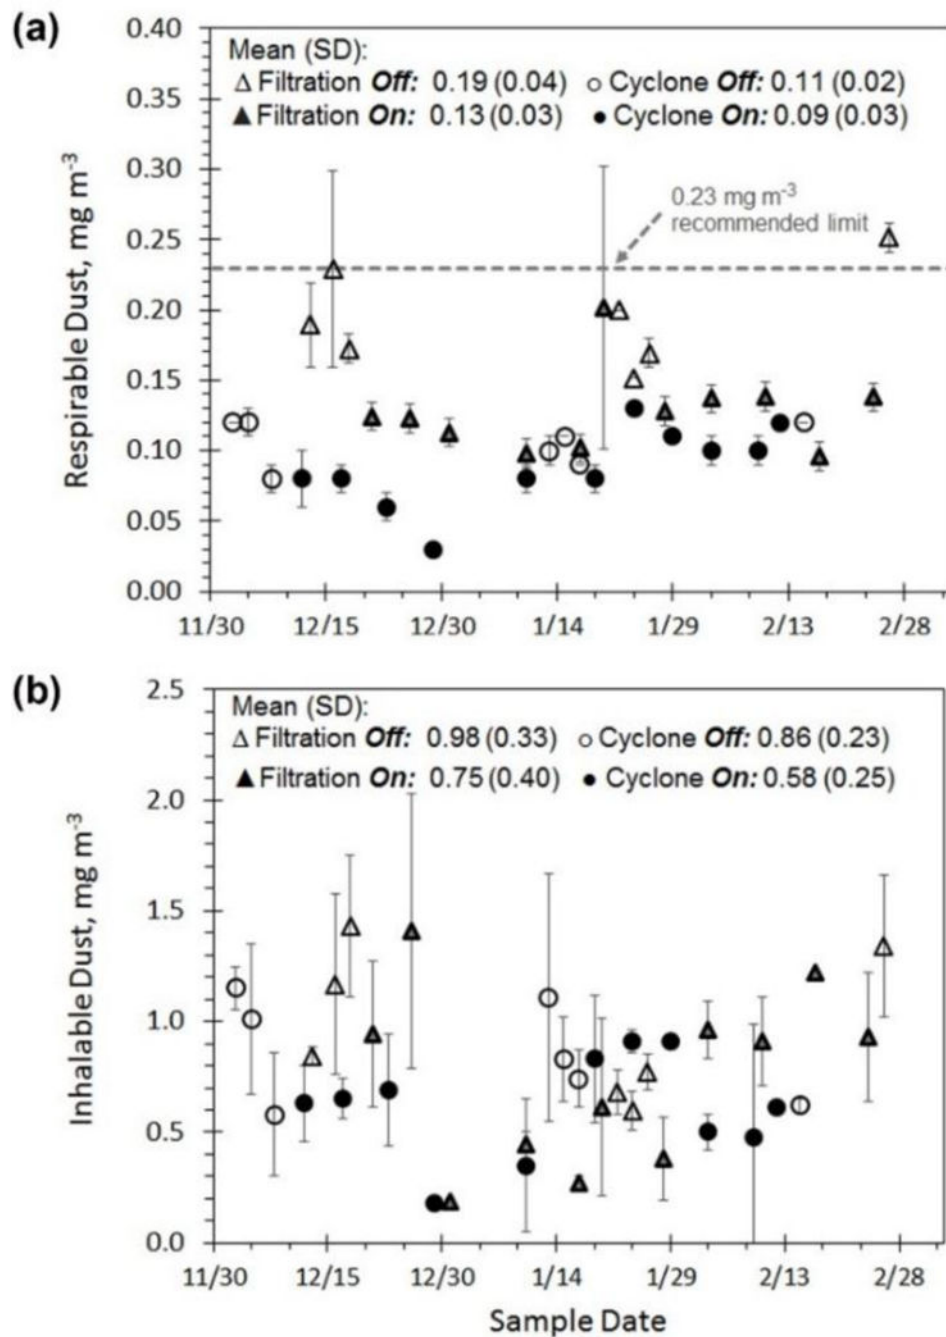 (a)
0.40
Mean (SD):
△ Filtration Off: 0.19 (0.04) ○ Cyclone Off: 0.11 (0.02)
▲ Filtration On: 0.13 (0.03) ● Cyclone On: 0.09 (0.03)
0.35
0.30
0.23 mg m-3
recommended limit
0.25
0.20
0.15
0.10
0.05
0.00
Respirable Dust, mg m-3
11/30 12/15 12/30 1/14 1/29 2/13 2/28
(b)
2.5
Mean (SD):
△ Filtration Off: 0.98 (0.33) ○ Cyclone Off: 0.86 (0.23)
▲ Filtration On: 0.75 (0.40) ● Cyclone On: 0.58 (0.25)
2.0
1.5
1.0
0.5
0.0
Inhalable Dust, mg m-3
11/30 12/15 12/30 1/14 1/29 2/13 2/28
Sample Date